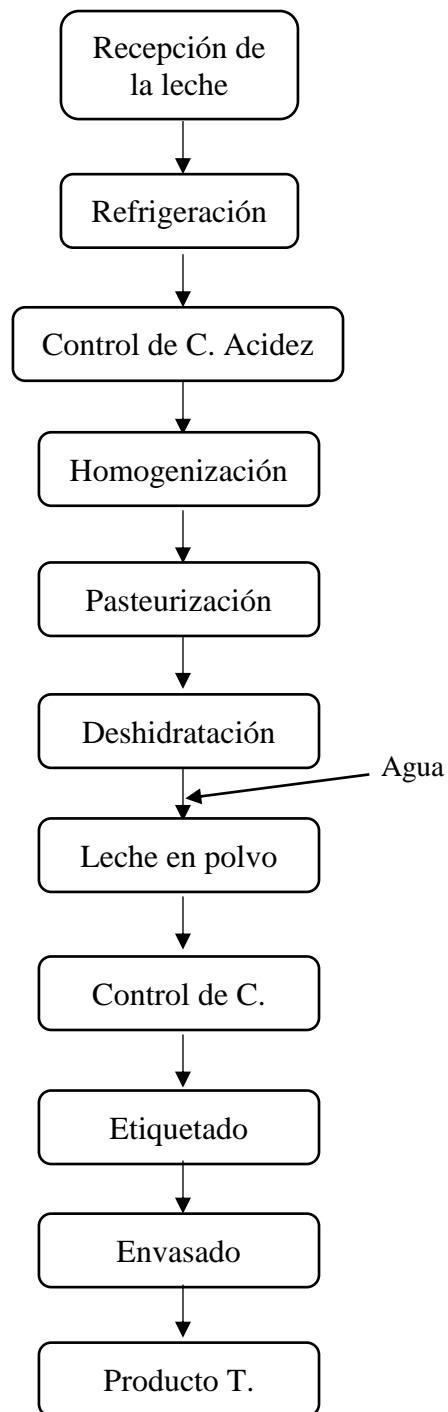 Recepción de
la leche
Refrigeración
Control de C. Acidez
Homogenización
Pasteurización
Deshidratación
Agua
Leche en polvo
Control de C.
Etiquetado
Envasado
Producto T.